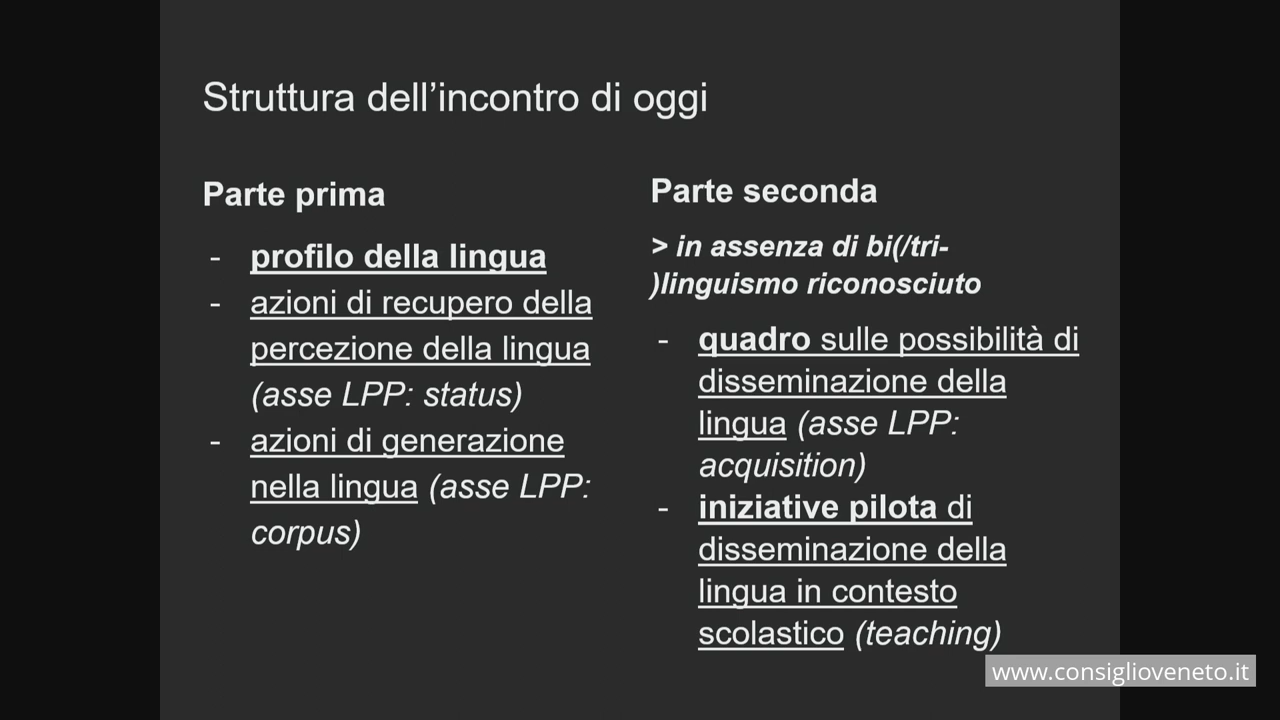 Struttura dell’incontro di oggi
Parte prima
- profilo della lingua
- azioni di recupero della
percezione della lingua
(asse LPP: status)
- azioni di generazione
nella lingua (asse LPP:
corpus)
Parte seconda
> in assenza di bi(/tri-
)linguismo riconosciuto
- quadro sulle possibilità di
disseminazione della
lingua (asse LPP:
acquisition)
- iniziative pilota di
disseminazione della
lingua in contesto
scolastico (teaching)
www.consiglioveneto.it